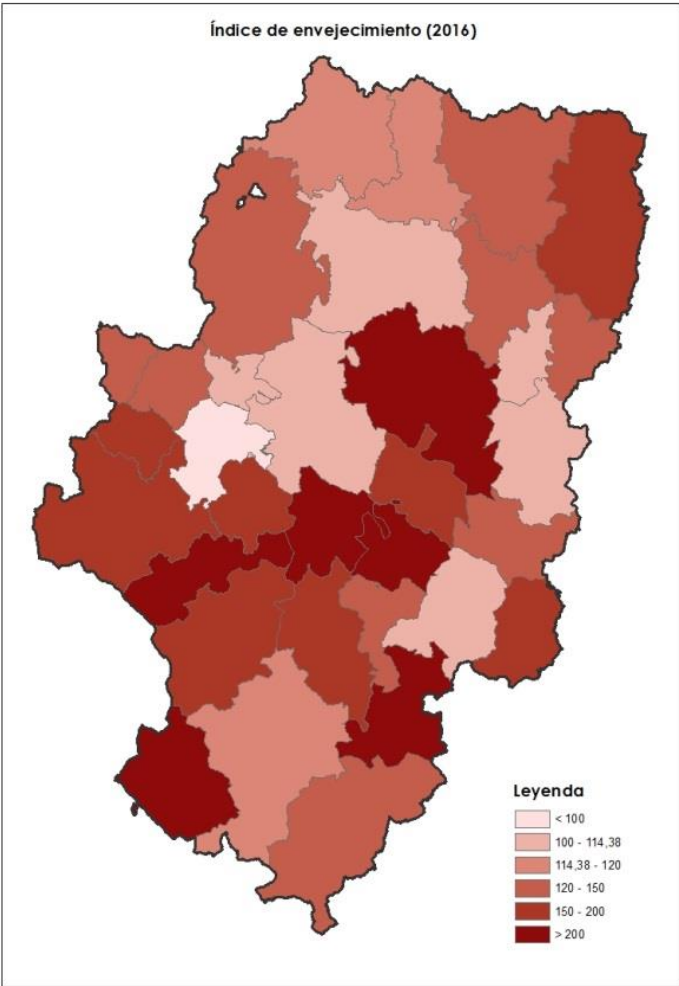 Índice de envejecimiento (2016)
Leyenda
< 100
100 - 114,38
114,38 - 120
120 - 150
150 - 200
> 200